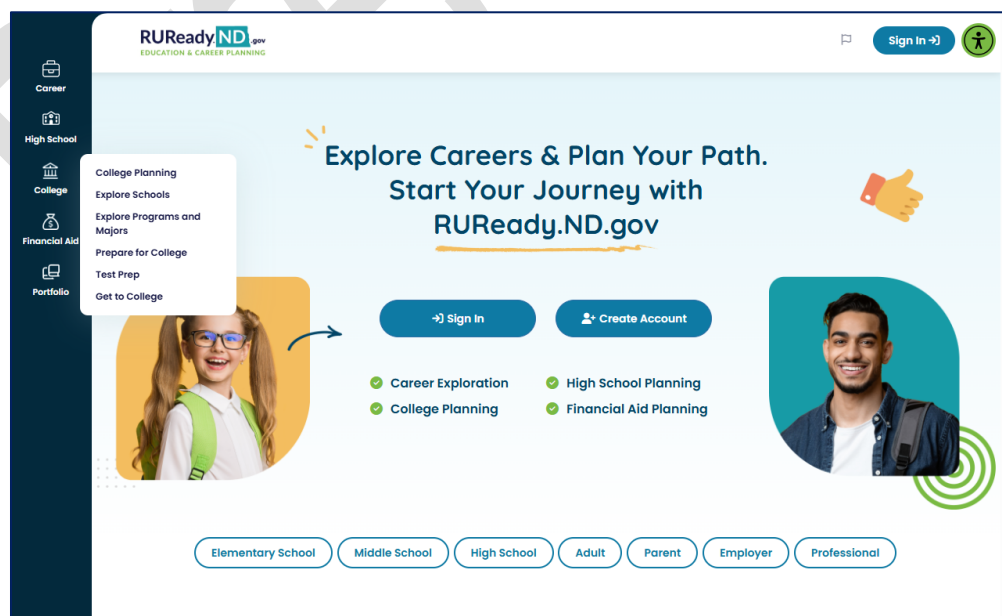 RUReady.ND.gov
EDUCATION & CAREER PLANNING
Sign In
Career
High School
College
Financial Aid
Portfolio
College Planning
Explore Schools
Explore Programs and
Majors
Prepare for College
Test Prep
Get to College
Explore Careers & Plan Your Path.
Start Your Journey with
RUReady.ND.gov
Sign In
Create Account
Career Exploration
High School Planning
College Planning
Financial Aid Planning
Elementary School
Middle School
High School
Adult
Parent
Employer
Professional